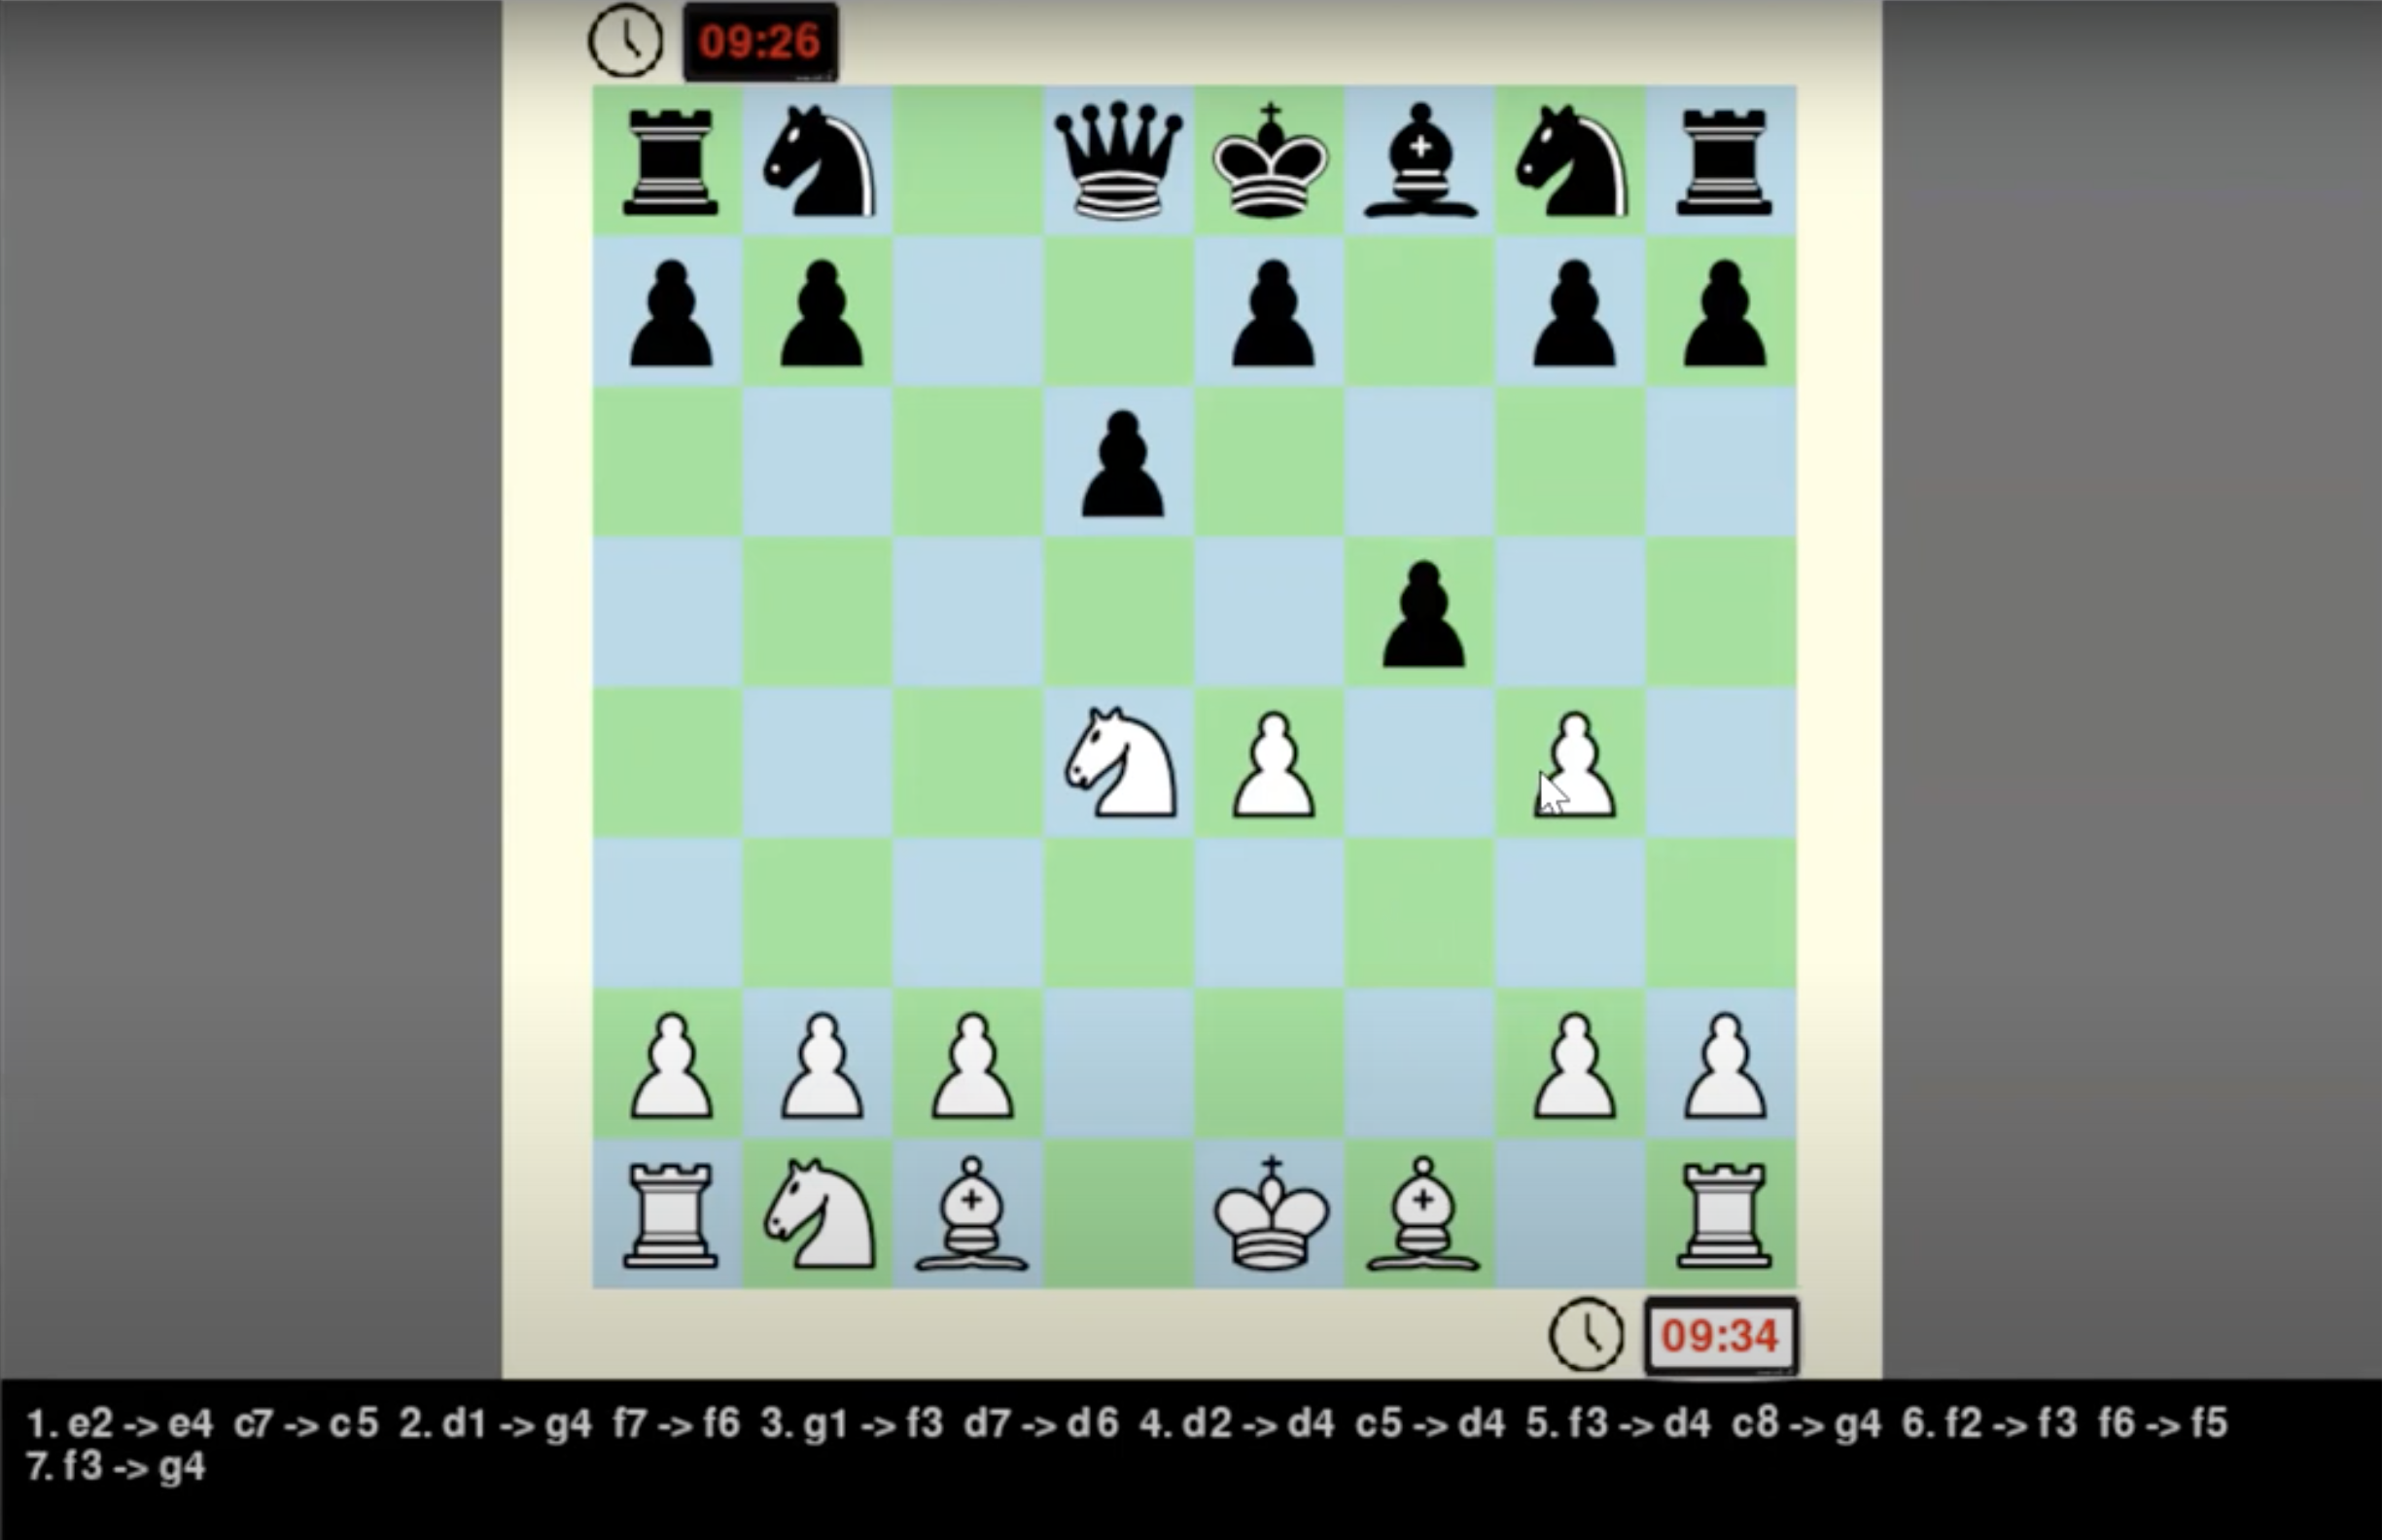 09:26
09:34
1. e2 -> e4 c7 -> c5 2. d1 -> g4 f7 -> f6 3. g1 -> f3 d7 -> d6 4. d2 -> d4 c5 -> d4 5. f3 -> d4 c8 -> g4 6. f2 -> f3 f6 -> f5
7. f3 -> g4